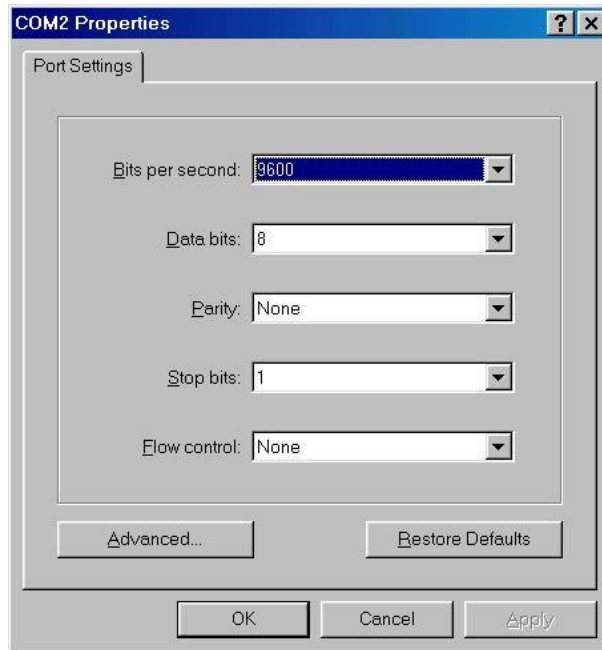 COM2 Properties
Port Settings
Bits per second: 9600
Data bits: 8
Parity: None
Stop bits: 1
Flow control: None
Advanced... Restore Defaults
OK Cancel Apply